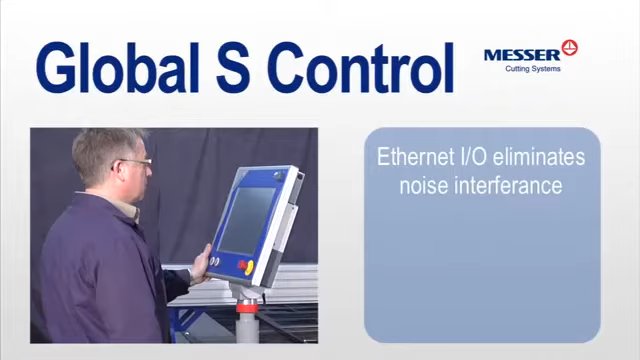 Global S Control
MESSER
Cutting Systems
Ethernet I/O eliminates
noise interferance